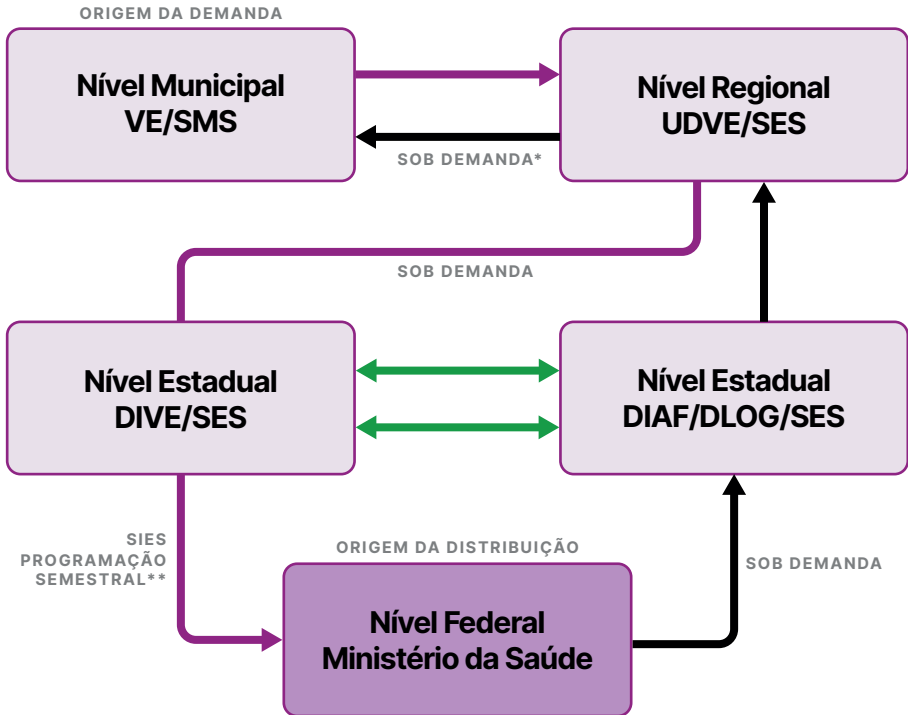 ORIGEM DA DEMANDA
Nível Municipal
VE/SMS
Nível Regional
UDVE/SES
SOB DEMANDA*
SOB DEMANDA
Nível Estadual
DIVE/SES
Nível Estadual
DIAF/DLOG/SES
SIES
PROGRAMAÇÃO
SEMESTRAL**
ORIGEM DA DISTRIBUIÇÃO
SOB DEMANDA
Nível Federal
Ministério da Saúde